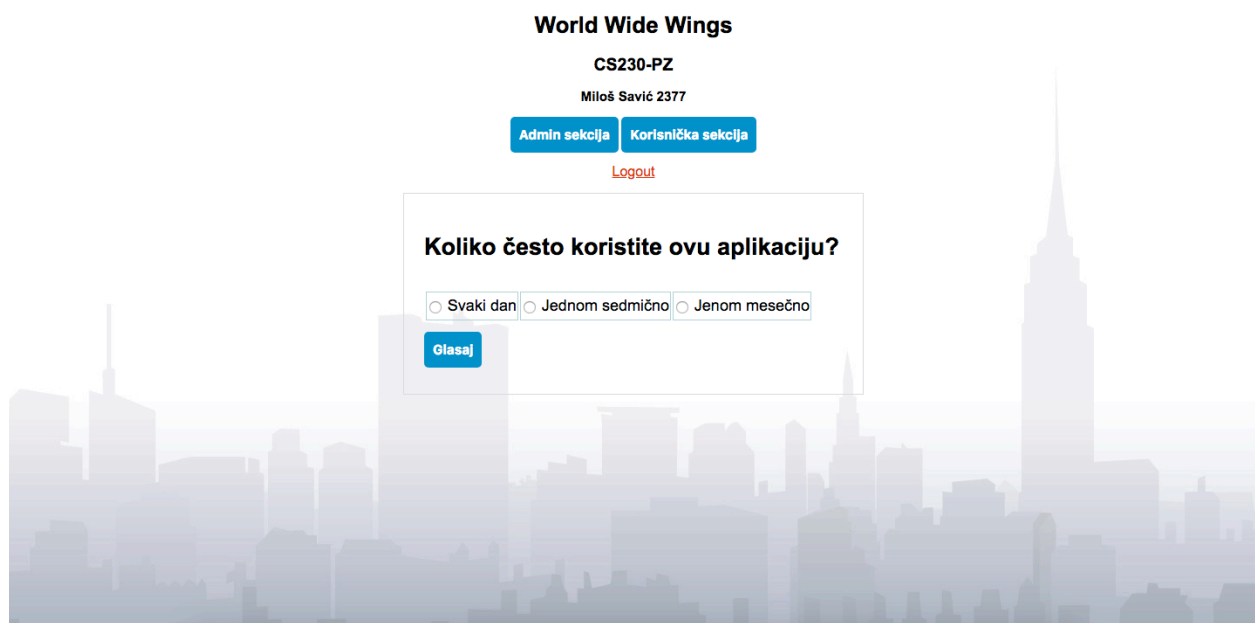 World Wide Wings
CS230-PZ
Miloš Savić 2377
Admin sekcija Korisnička sekcija
Logout
Koliko često koristite ovu aplikaciju?
Svaki dan Jednom sedmično Jenom mesečno
Glasaj